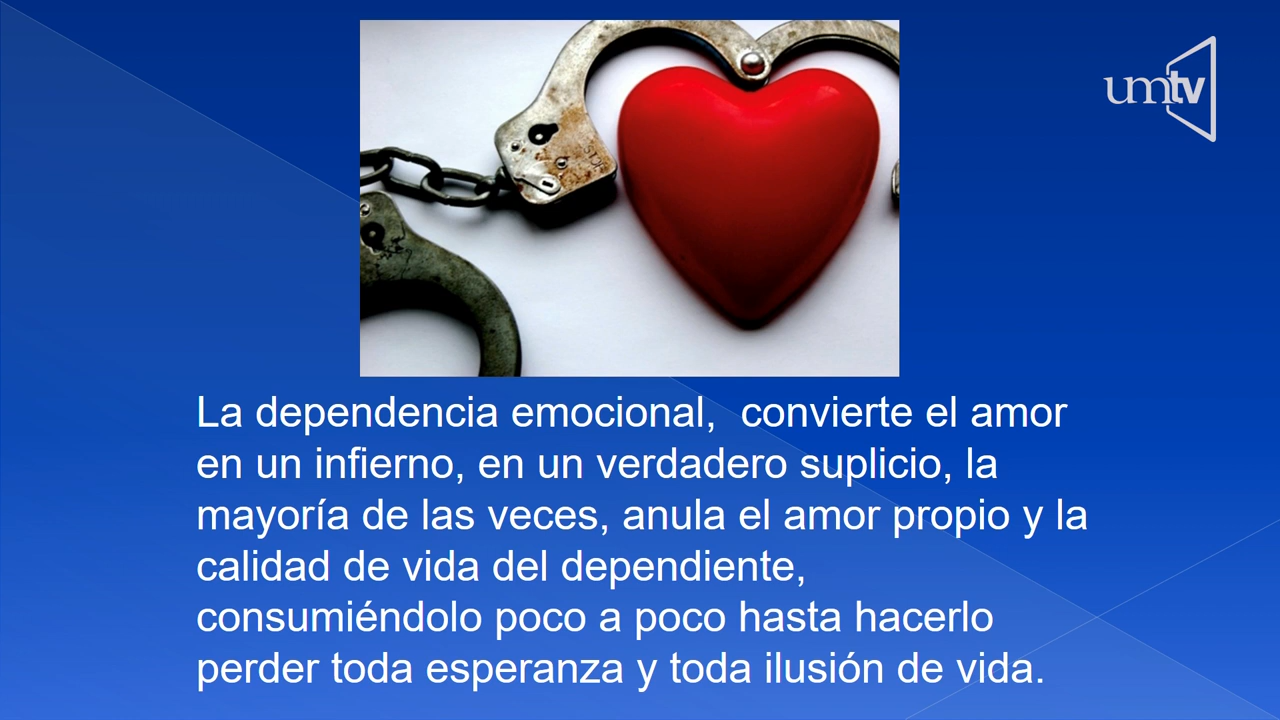 umtv
La dependencia emocional,  convierte el amor
en un infierno, en un verdadero suplicio, la
mayoría de las veces, anula el amor propio y la
calidad de vida del dependiente,
consumiéndolo poco a poco hasta hacerlo
perder toda esperanza y toda ilusión de vida.